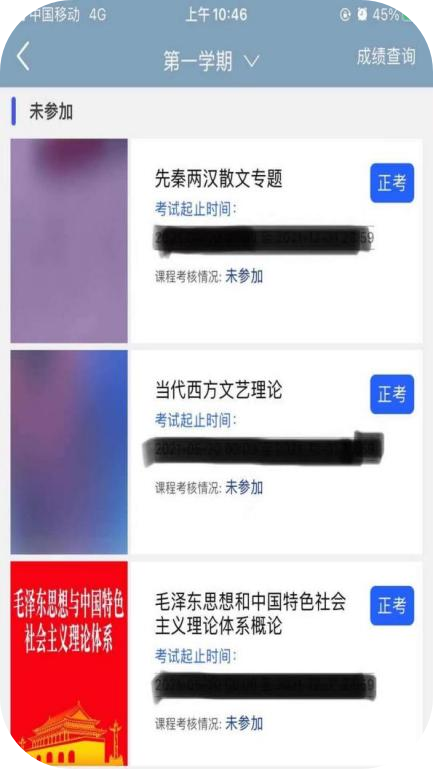 中国移动 4G 上午10:46 45%
第一学期 成绩查询
未参加
先秦两汉散文专题 正考
考试起止时间:
课程考核情况: 未参加
当代西方文艺理论 正考
考试起止时间:
课程考核情况: 未参加
毛泽东思想与中国特色
社会主义理论体系
毛泽东思想和中国特色社会 正考
主义理论体系概论
考试起止时间:
课程考核情况: 未参加